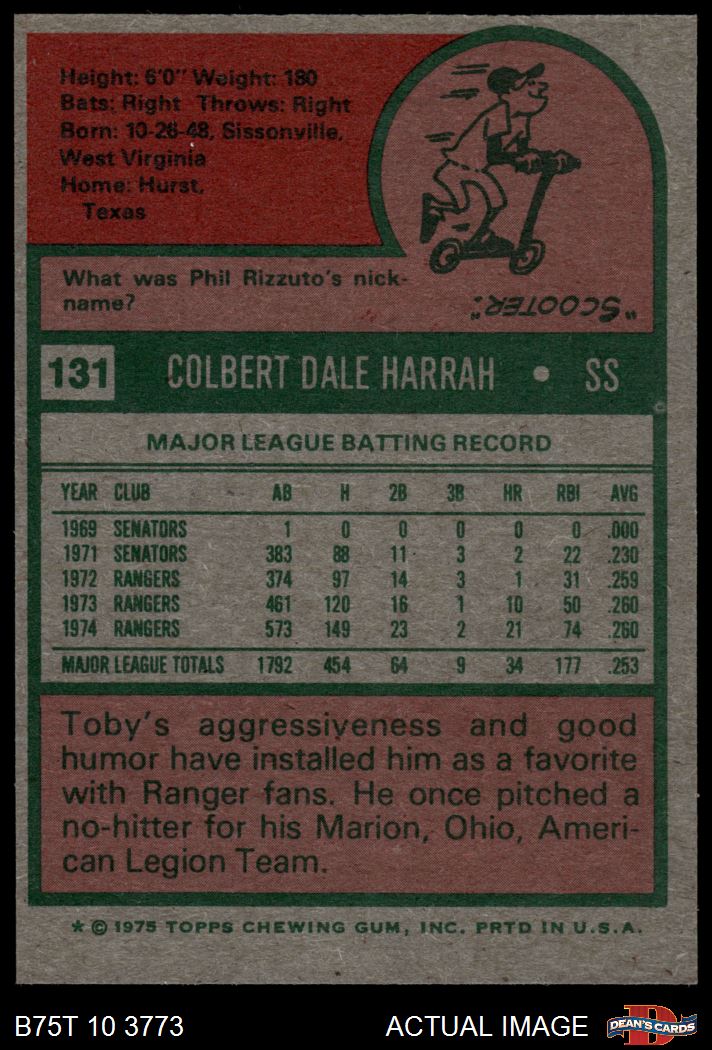 Height: 6'0" Weight: 180
Bats: Right Throws: Right
Born: 10-26-48, Sissonville,
West Virginia
Home: Hurst,
Texas
What was Phil Rizzuto's nick-
name?
"SCOOTER."
131 COLBERT DALE HARRAH • SS
MAJOR LEAGUE BATTING RECORD
YEAR CLUB AB H 2B 3B HR RBI AVG
1969 SENATORS 1 0 0 0 0 0 .000
1971 SENATORS 383 88 11 3 2 22 .230
1972 RANGERS 374 97 14 3 1 31 .259
1973 RANGERS 461 120 16 1 10 50 .260
1974 RANGERS 573 149 23 2 21 74 .260
MAJOR LEAGUE TOTALS 1792 454 64 9 34 177 .253
Toby's aggressiveness and good
humor have installed him as a favorite
with Ranger fans. He once pitched a
no-hitter for his Marion, Ohio, Ameri-
can Legion Team.
* © 1975 TOPPS CHEWING GUM, INC. PRTD IN U.S.A.
B75T 10 3773 ACTUAL IMAGE DEAN'S CARDS